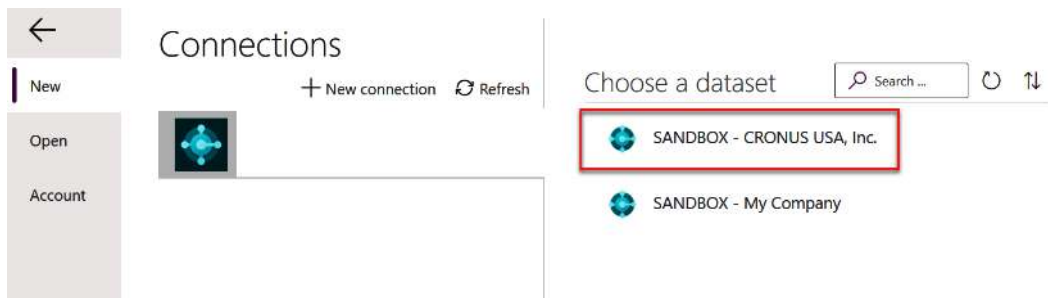 Connections
New
New connection
Refresh
Choose a dataset
Search ...
Open
SANDBOX - CRONUS USA, Inc.
Account
SANDBOX - My Company